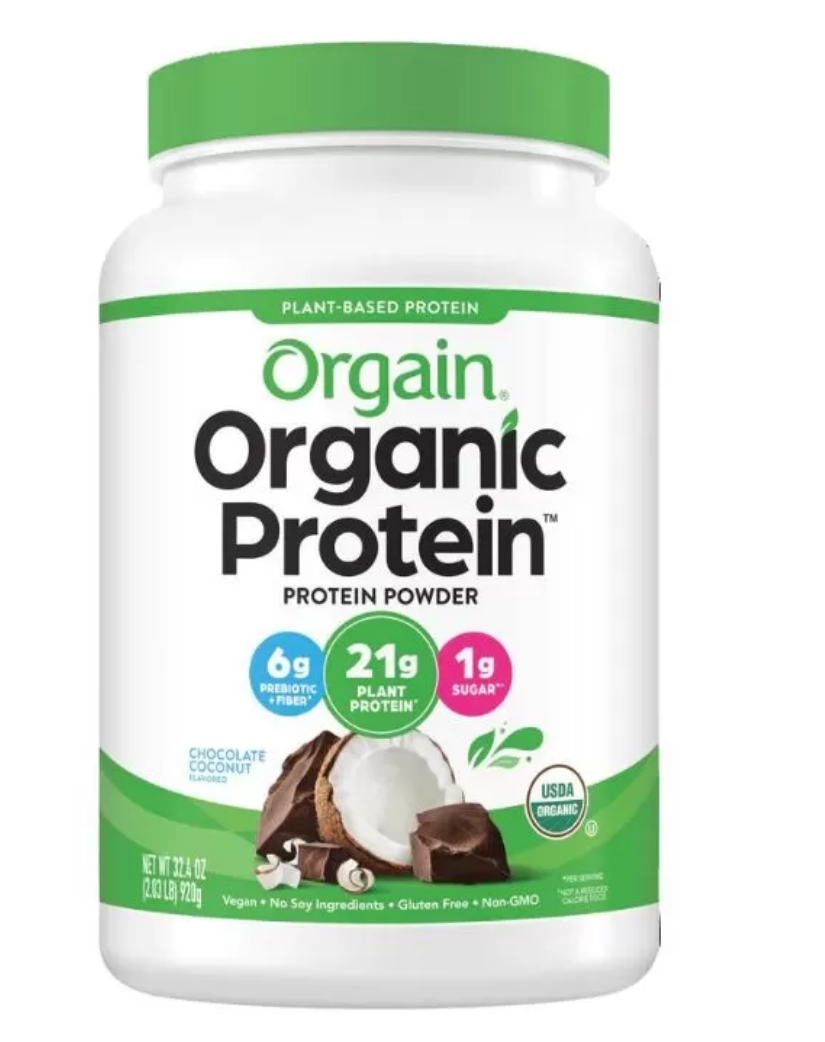 PLANT-BASED PROTEIN
Orgain®
Organic
Protein™
PROTEIN POWDER
6g
PREBIOTIC
+FIBER*
21g
PLANT
PROTEIN*
1g
SUGAR**
CHOCOLATE
COCONUT
FLAVORED
USDA
ORGANIC
U
NET WT 32.4 OZ
(2.03 LB) 920g
Vegan • No Soy Ingredients • Gluten Free • Non-GMO
*PER SERVING
*NOT A REDUCED
CALORIE FOOD